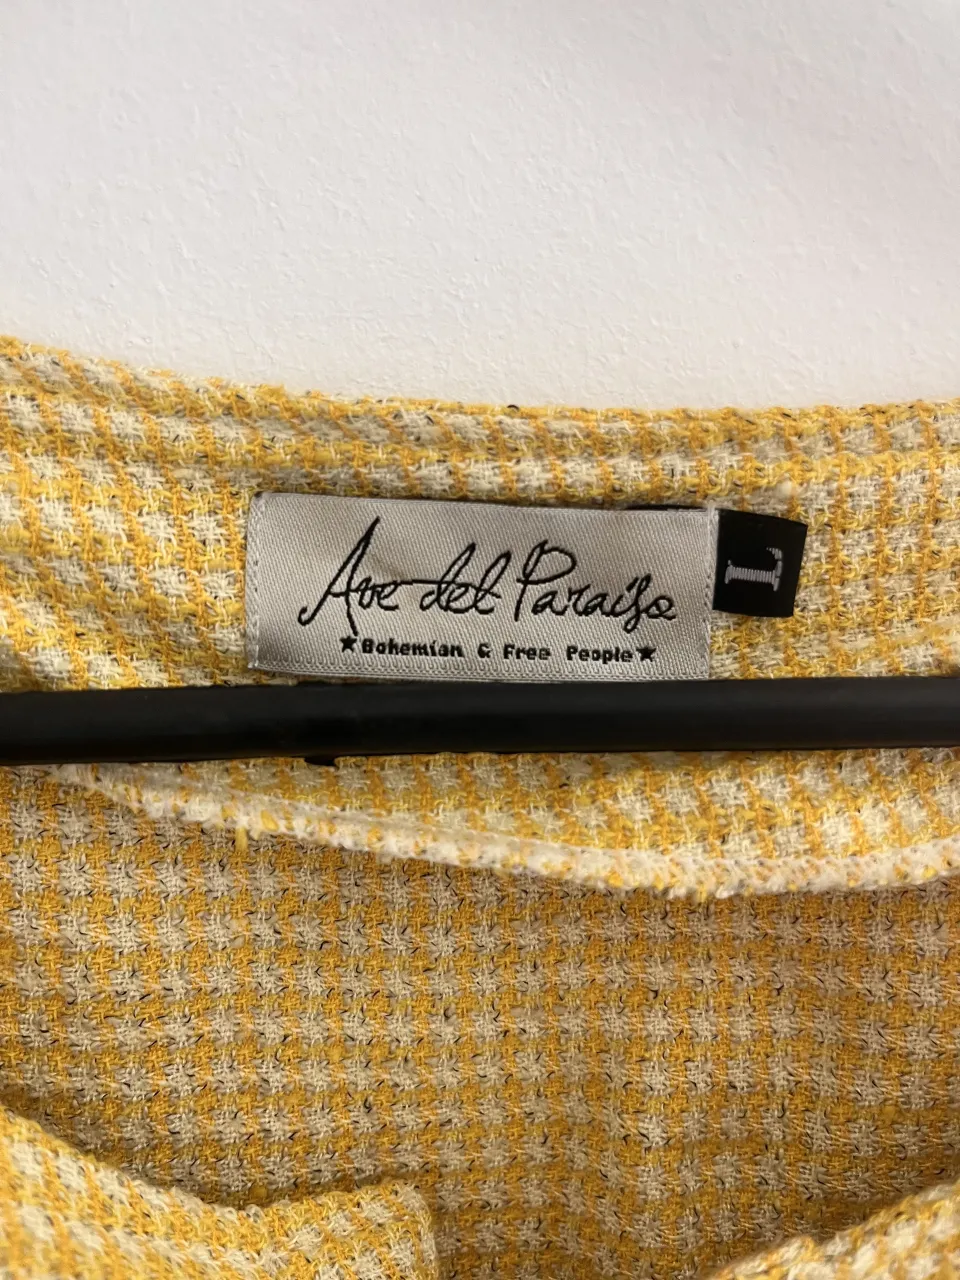 Ave del Paraíso
★Bohemian & Free People★
L